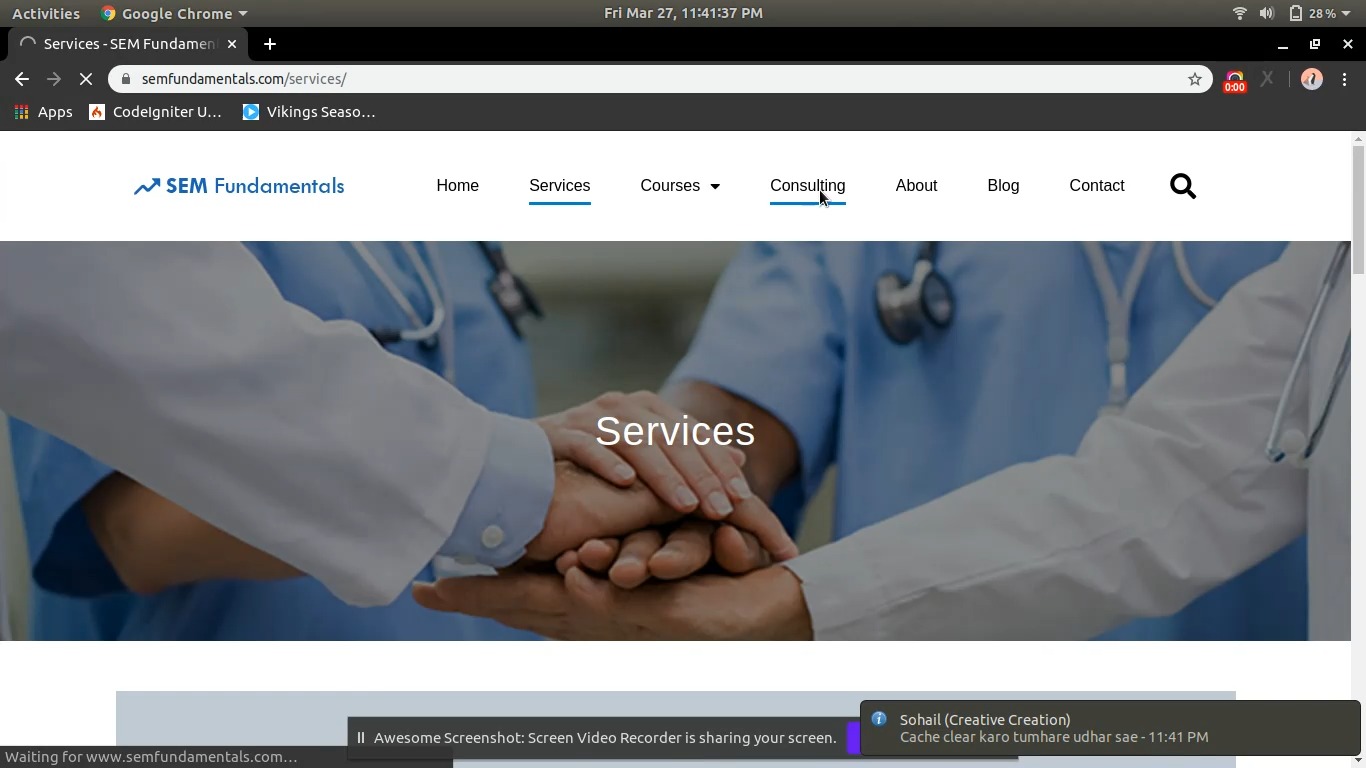 Activities Google Chrome Fri Mar 27, 11:41:37 PM 28%
Services - SEM Fundamen
semfundamentals.com/services/ 0:00
Apps CodeIgniter U... Vikings Seaso...
SEM Fundamentals Home Services Courses Consulting About Blog Contact
Services
Sohail (Creative Creation)
Cache clear karo tumhare udhar sae - 11:41 PM
Awesome Screenshot: Screen Video Recorder is sharing your screen.
Waiting for www.semfundamentals.com...